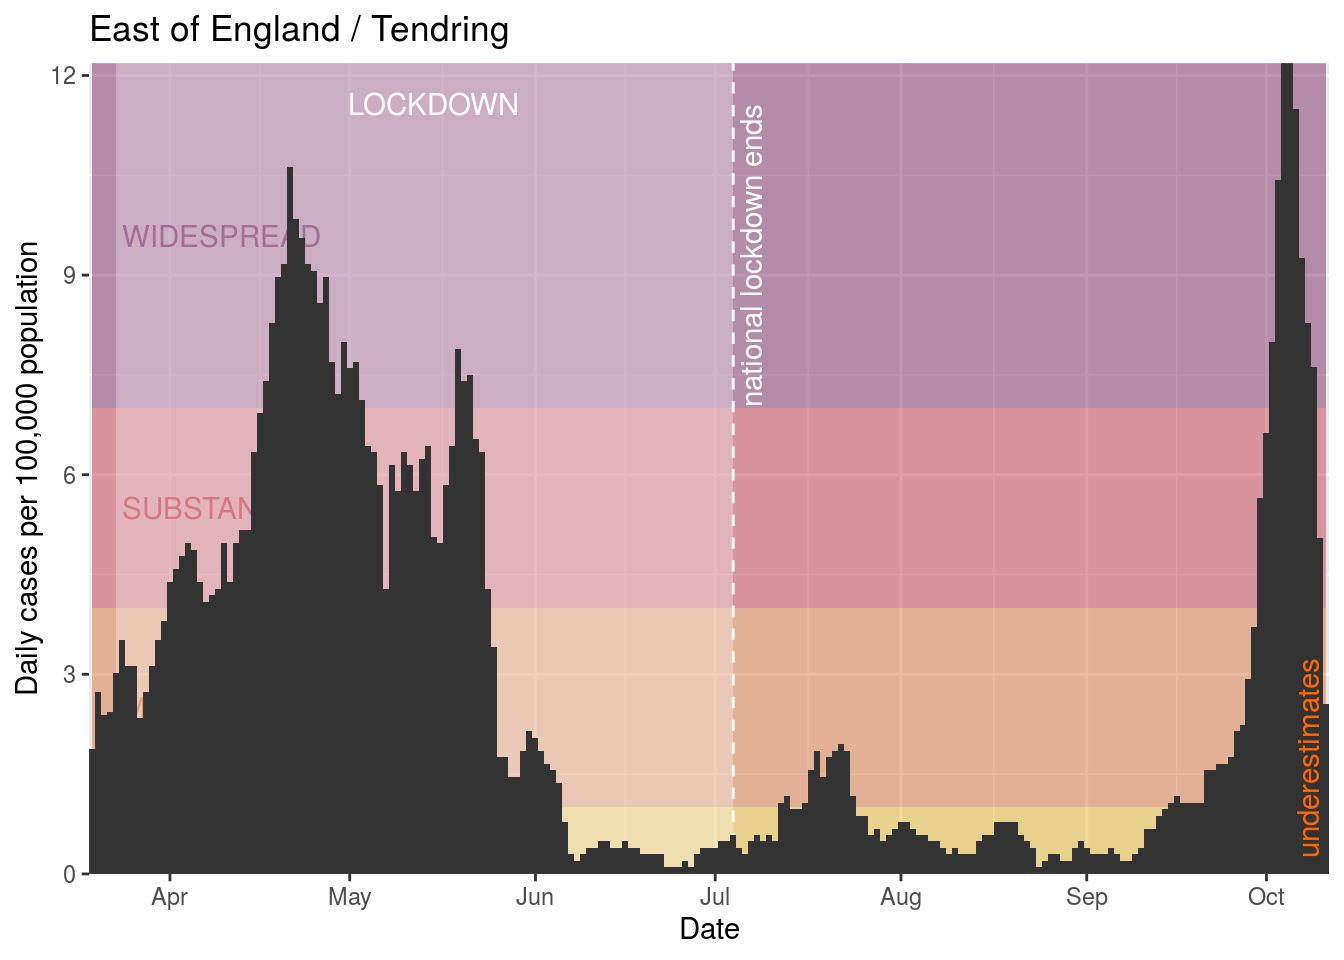 East of England / Tendring
Daily cases per 100,000 population
12
9
6
3
0
LOCKDOWN
WIDESPREAD
SUBSTAN
national lockdown ends
underestimates
Apr
May
Jun
Jul
Aug
Sep
Oct
Date